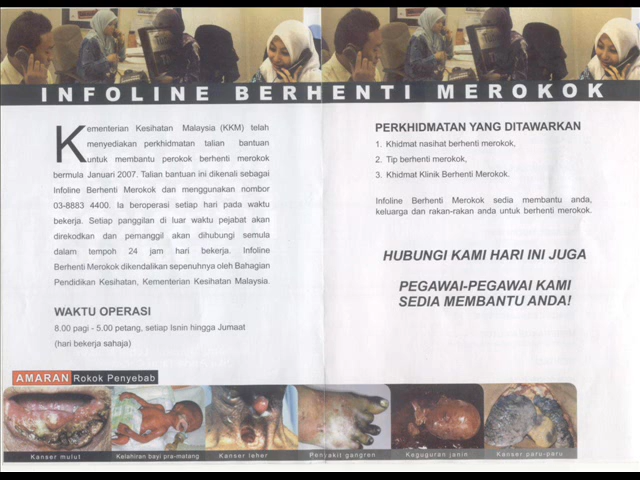 INFOLINE BERHENTI MEROKOK
Kementerian Kesihatan Malaysia (KKM) telah
menyediakan perkhidmatan talian bantuan
untuk membantu perokok berhenti merokok
bermula Januari 2007. Talian bantuan ini dikenali sebagai
Infoline Berhenti Merokok dan menggunakan nombor
03-8883 4400. Ia beroperasi setiap hari pada waktu
bekerja. Setiap panggilan di luar waktu pejabat akan
direkodkan dan pemanggil akan dihubungi semula
dalam tempoh 24 jam hari bekerja. Infoline
Berhenti Merokok dikendalikan sepenuhnya oleh Bahagian
Pendidikan Kesihatan, Kementerian Kesihatan Malaysia.
WAKTU OPERASI
8.00 pagi - 5.00 petang, setiap Isnin hingga Jumaat
(hari bekerja sahaja)
PERKHIDMATAN YANG DITAWARKAN
1. Khidmat nasihat berhenti merokok,
2. Tip berhenti merokok,
3. Khidmat Klinik Berhenti Merokok.
Infoline Berhenti Merokok sedia membantu anda,
keluarga dan rakan-rakan anda untuk berhenti merokok.
HUBUNGI KAMI HARI INI JUGA
PEGAWAI-PEGAWAI KAMI
SEDIA MEMBANTU ANDA!
AMARAN Rokok Penyebab
Kanser mulut
Kelahiran bayi pra-matang
Kanser leher
Penyakit gangren
Keguguran janin
Kanser paru-paru